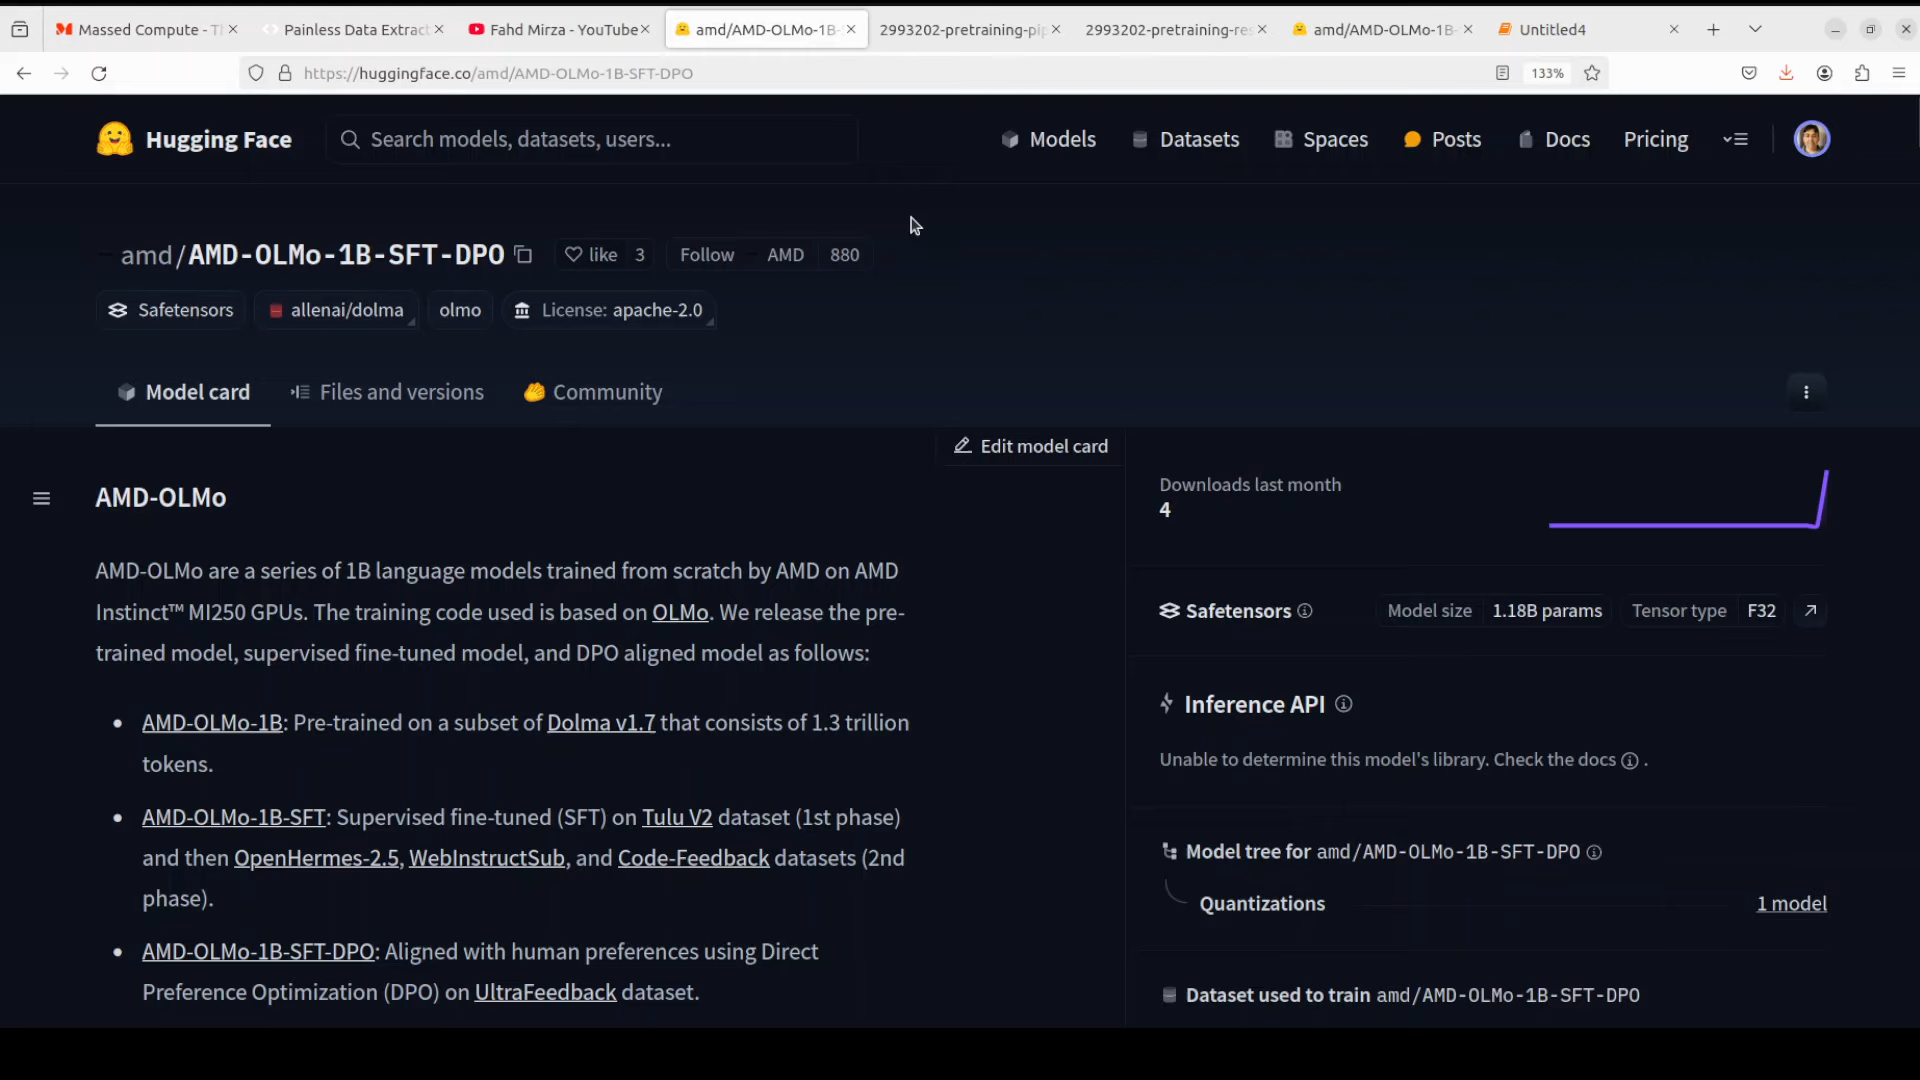 Massed Compute - Th
Painless Data Extract
Fahd Mirza - YouTube
amd/AMD-OLMo-1B-
2993202-pretraining-pip
2993202-pretraining-res
amd/AMD-OLMo-1B-
Untitled4
https://huggingface.co/amd/AMD-OLMo-1B-SFT-DPO
133%
Hugging Face
Search models, datasets, users...
Models
Datasets
Spaces
Posts
Docs
Pricing
amd/AMD-OLMo-1B-SFT-DPO
like 3
Follow AMD 880
Safetensors
allenai/dolma
olmo
License: apache-2.0
Model card
Files and versions
Community
Edit model card
AMD-OLMo
AMD-OLMo are a series of 1B language models trained from scratch by AMD on AMD
Instinct™ MI250 GPUs. The training code used is based on OLMo. We release the pre-
trained model, supervised fine-tuned model, and DPO aligned model as follows:
• AMD-OLMo-1B: Pre-trained on a subset of Dolma v1.7 that consists of 1.3 trillion
tokens.
• AMD-OLMo-1B-SFT: Supervised fine-tuned (SFT) on Tulu V2 dataset (1st phase)
and then OpenHermes-2.5, WebInstructSub, and Code-Feedback datasets (2nd
phase).
• AMD-OLMo-1B-SFT-DPO: Aligned with human preferences using Direct
Preference Optimization (DPO) on UltraFeedback dataset.
Downloads last month
4
Safetensors
Model size 1.18B params
Tensor type F32
Inference API
Unable to determine this model's library. Check the docs .
Model tree for amd/AMD-OLMo-1B-SFT-DPO
Quantizations
1 model
Dataset used to train amd/AMD-OLMo-1B-SFT-DPO